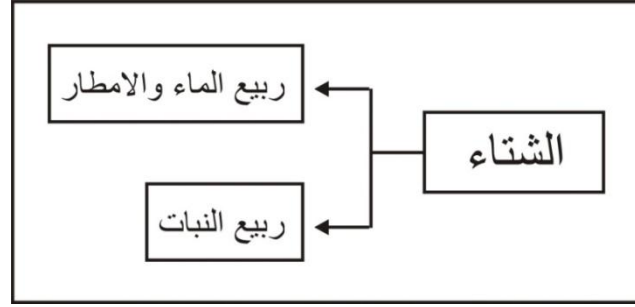 الشتاء
ربيع الماء والامطار
ربيع النبات